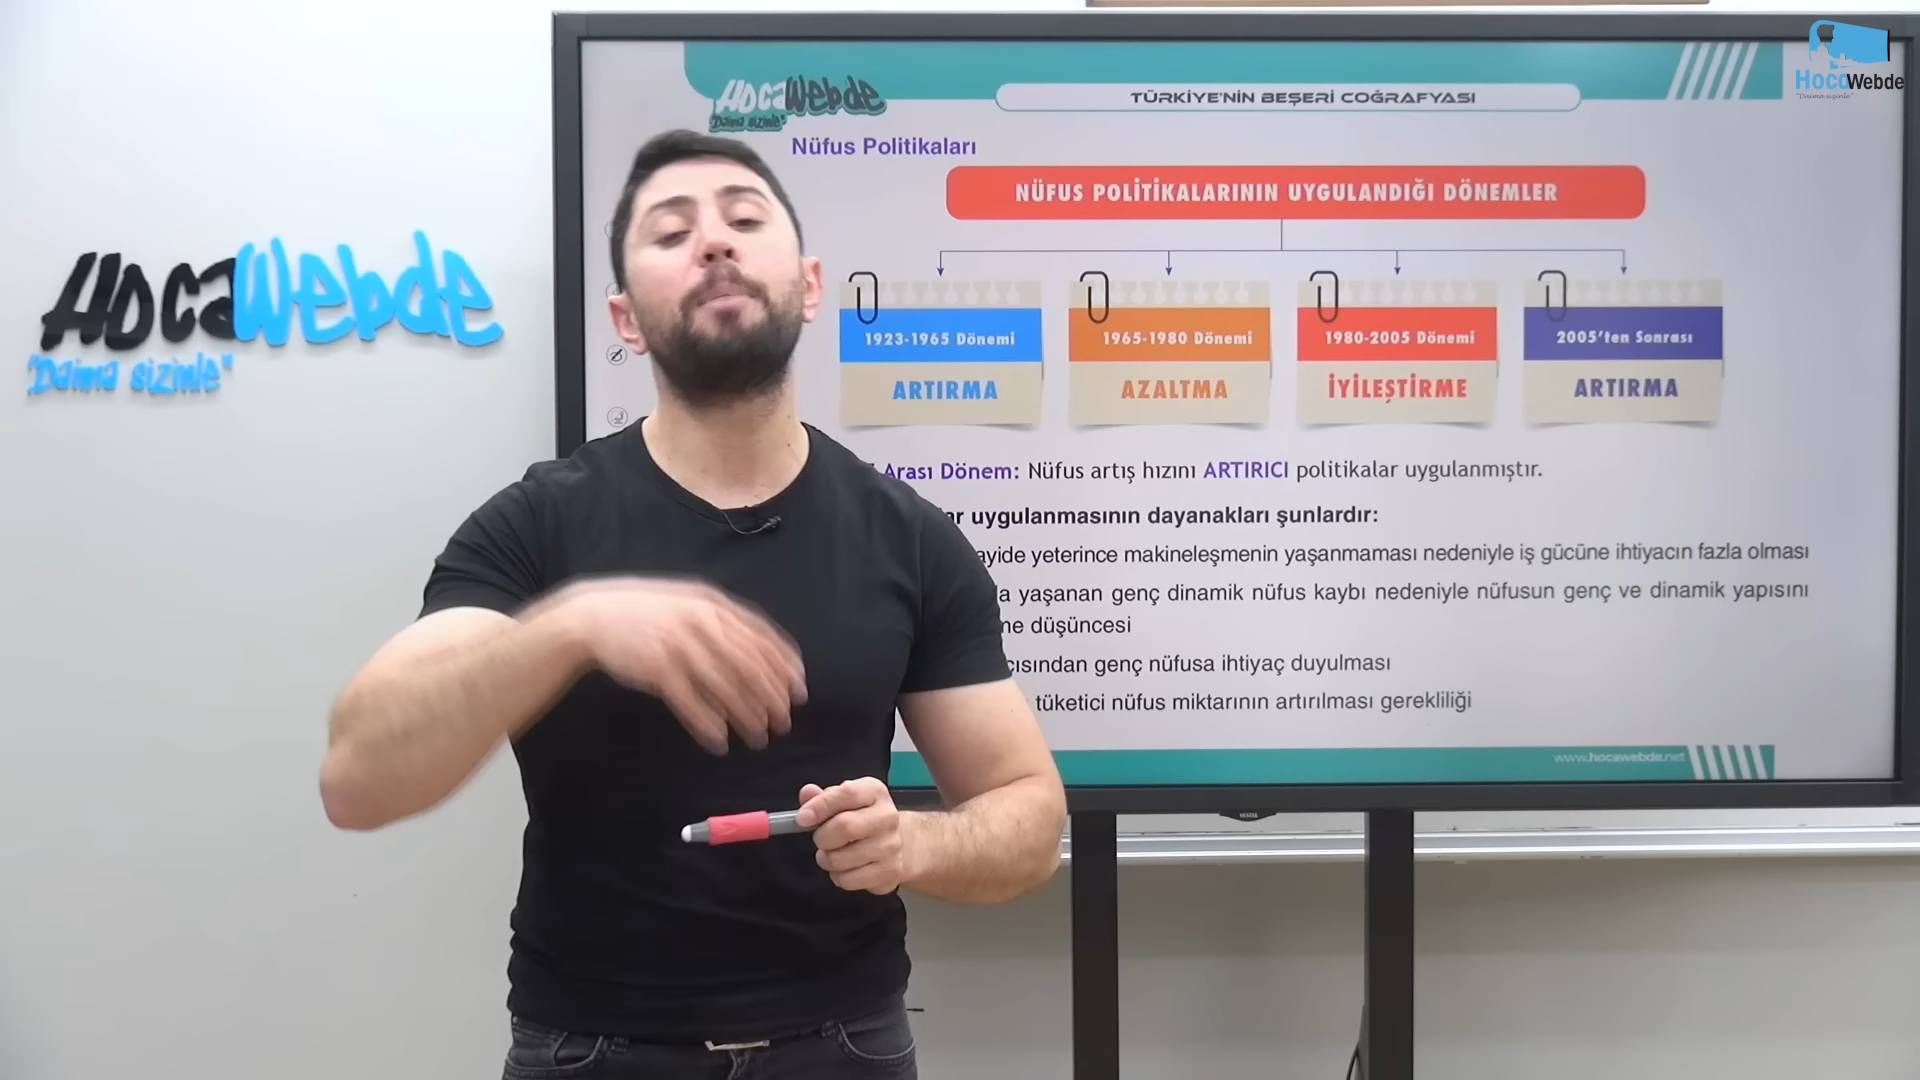 HocaWebde
"Daima sizinle"
HocaWebde
"Daima sizinle"
HocaWebde
"Daima sizinle"
TÜRKİYE'NİN BEŞERİ COĞRAFYASI
Nüfus Politikaları
NÜFUS POLİTİKALARININ UYGULANDIĞI DÖNEMLER
1923-1965 Dönemi
ARTIRMA
1965-1980 Dönemi
AZALTMA
1980-2005 Dönemi
İYİLEŞTİRME
2005'ten Sonrası
ARTIRMA
Arası Dönem: Nüfus artış hızını ARTIRICI politikalar uygulanmıştır.
uygulanmasının dayanakları şunlardır:
yeterince makineleşmenin yaşanmaması nedeniyle iş gücüne ihtiyacın fazla olması
yaşanan genç dinamik nüfus kaybı nedeniyle nüfusun genç ve dinamik yapısını
düşüncesi
genç nüfusa ihtiyaç duyulması
tüketici nüfus miktarının artırılması gerekliliği
www.hocawebde.net